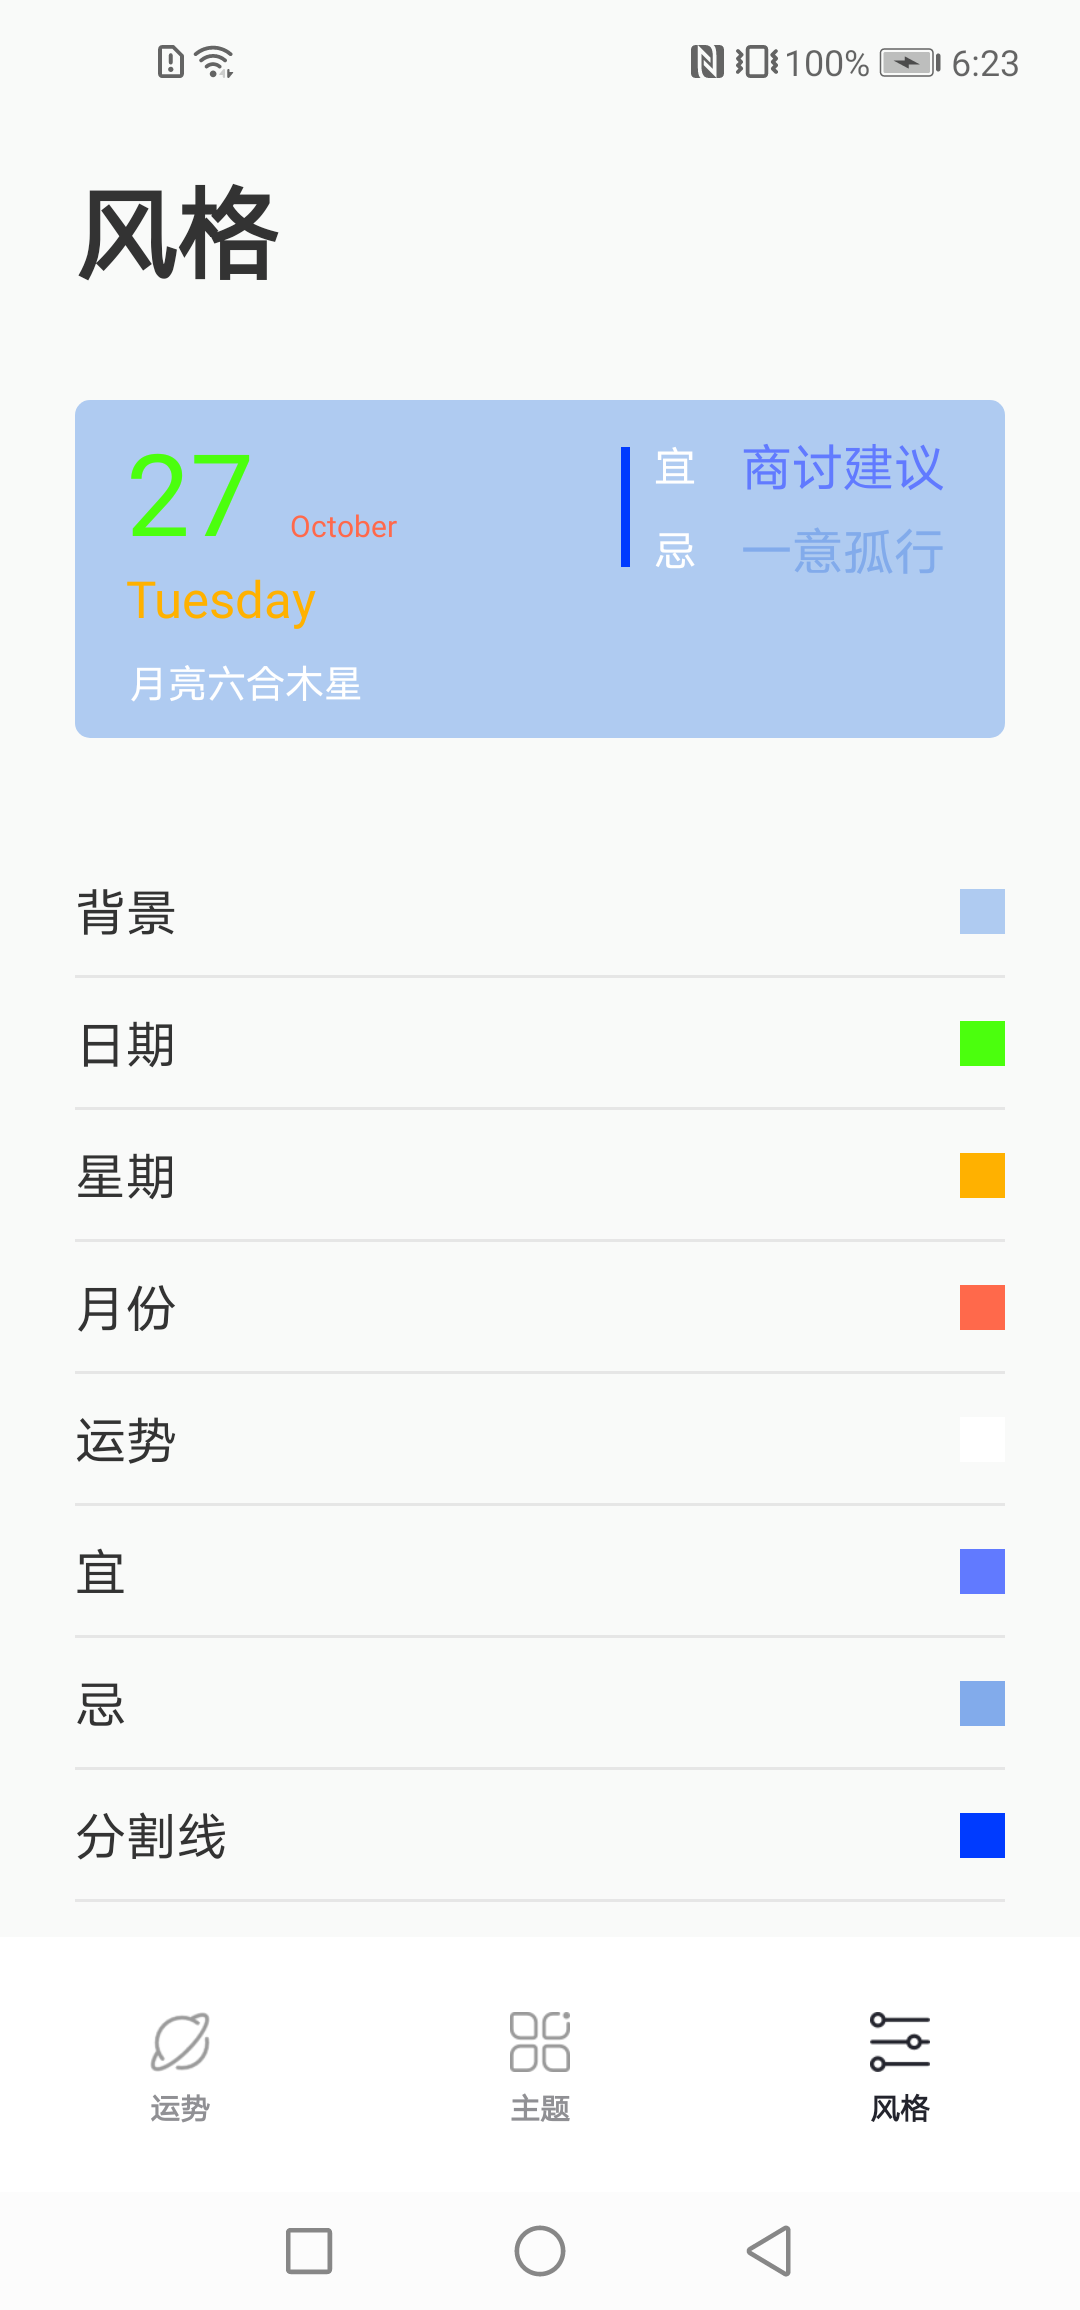 100% 6:23
风格
27 October
Tuesday
月亮六合木星
宜 商讨建议
忌 一意孤行
背景
日期
星期
月份
运势
宜
忌
分割线
运势 主题 风格